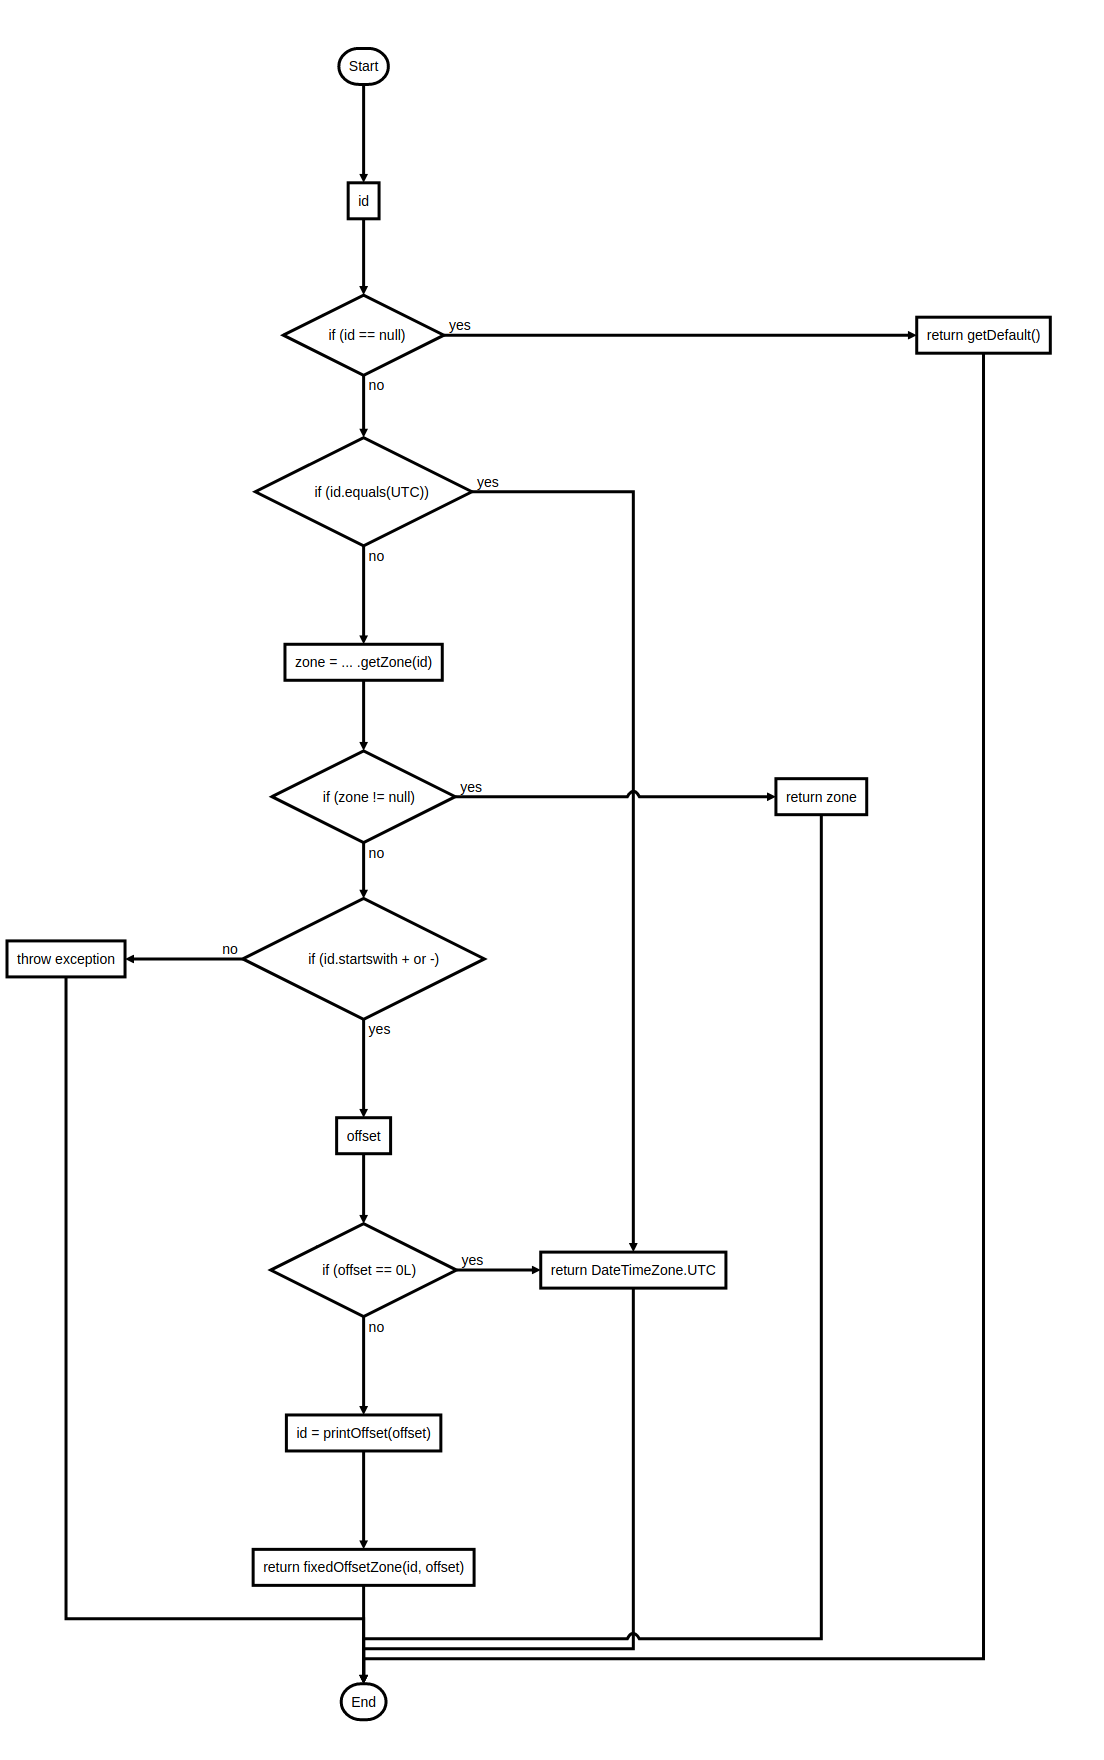 Start
id
if (id == null)
yes
return getDefault()
no
if (id.equals(UTC))
yes
no
zone = ... .getZone(id)
if (zone != null)
yes
return zone
no
throw exception
no
if (id.startswith + or -)
yes
offset
if (offset == 0L)
yes
return DateTimeZone.UTC
no
id = printOffset(offset)
return fixedOffsetZone(id, offset)
End